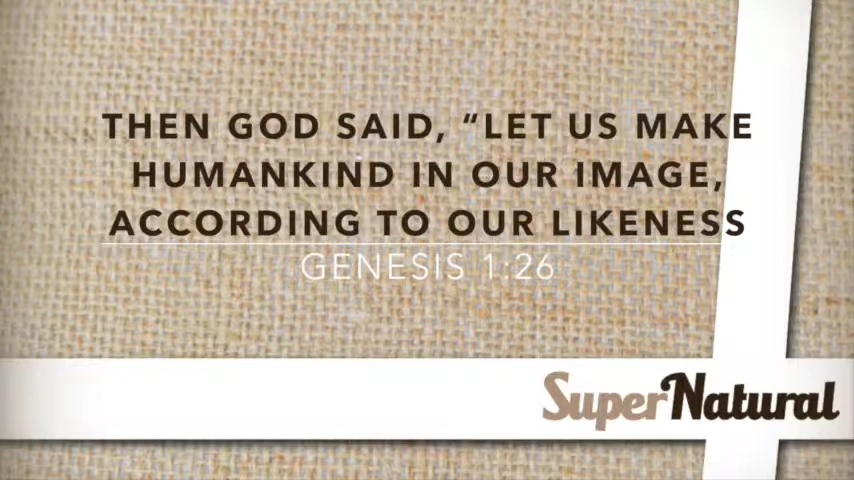 THEN GOD SAID, “LET US MAKE
HUMANKIND IN OUR IMAGE,
ACCORDING TO OUR LIKENESS
GENESIS 1:26
SuperNatural